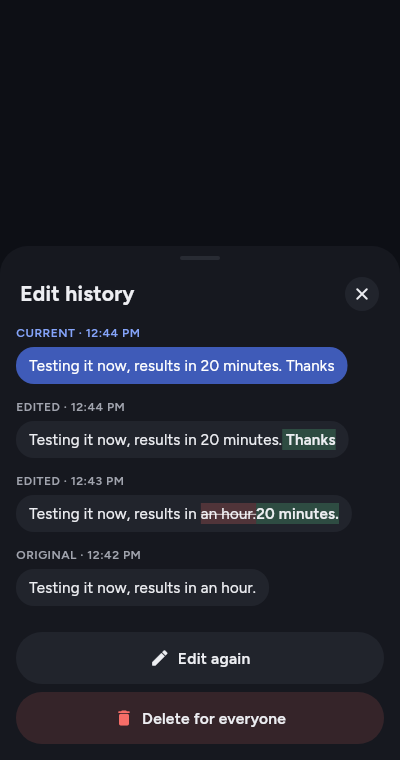 Edit history
CURRENT · 12:44 PM
Testing it now, results in 20 minutes. Thanks
EDITED · 12:44 PM
Testing it now, results in 20 minutes. Thanks
EDITED · 12:43 PM
Testing it now, results in an hour.20 minutes.
ORIGINAL · 12:42 PM
Testing it now, results in an hour.
Edit again
Delete for everyone